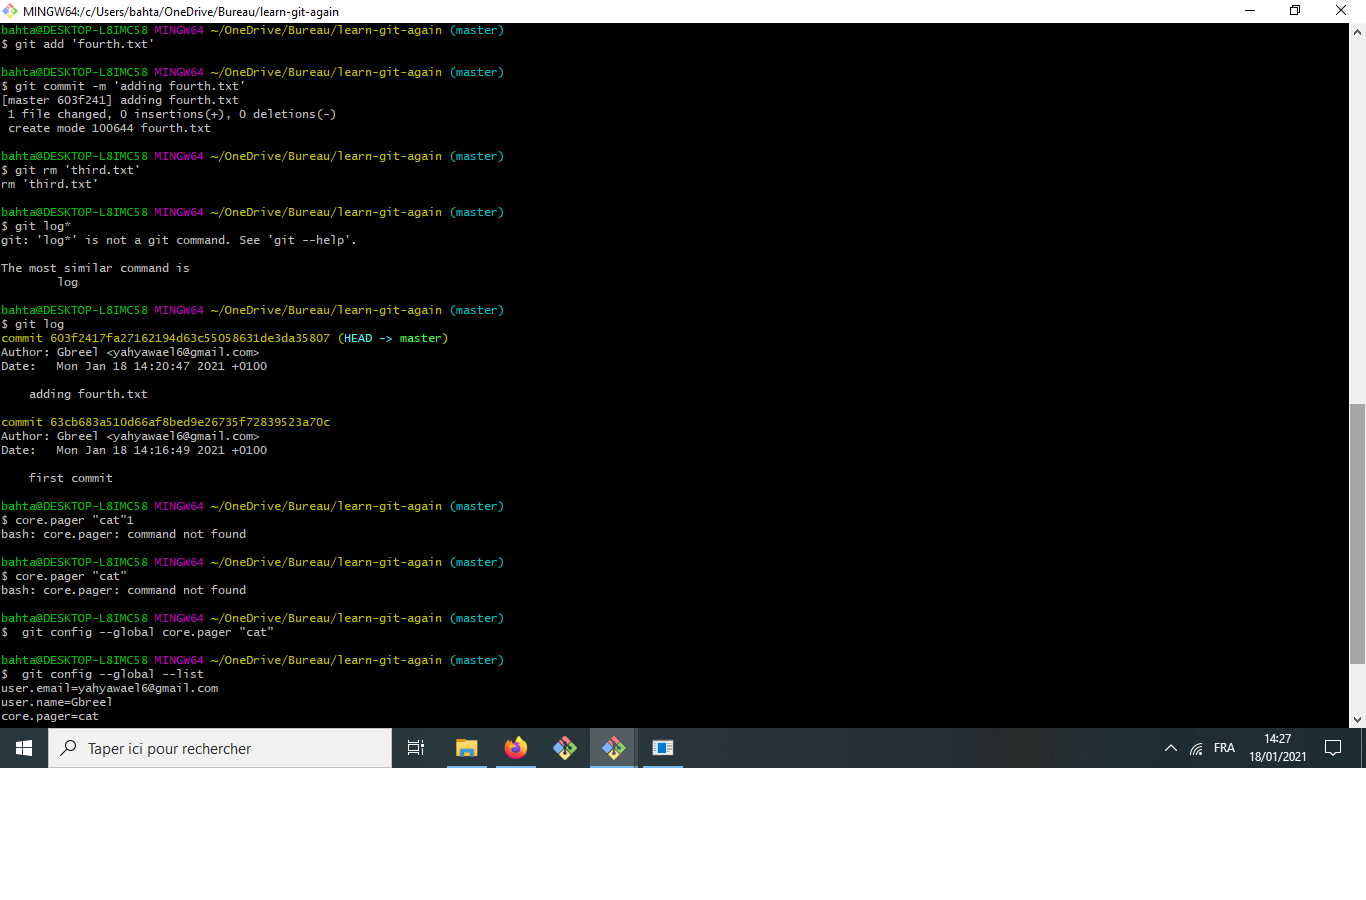 MINGW64:/c/Users/bahta/OneDrive/Bureau/learn-git-again
bahta@DESKTOP-L8IMC58 MINGW64 ~/OneDrive/Bureau/learn-git-again (master)
$ git add 'fourth.txt'
bahta@DESKTOP-L8IMC58 MINGW64 ~/OneDrive/Bureau/learn-git-again (master)
$ git commit -m 'adding fourth.txt'
[master 603f241] adding fourth.txt
1 file changed, 0 insertions(+), 0 deletions(-)
create mode 100644 fourth.txt
bahta@DESKTOP-L8IMC58 MINGW64 ~/OneDrive/Bureau/learn-git-again (master)
$ git rm 'third.txt'
rm 'third.txt'
bahta@DESKTOP-L8IMC58 MINGW64 ~/OneDrive/Bureau/learn-git-again (master)
$ git log*
git: 'log*' is not a git command. See 'git --help'.
The most similar command is
log
bahta@DESKTOP-L8IMC58 MINGW64 ~/OneDrive/Bureau/learn-git-again (master)
$ git log
commit 603f2417fa27162194d63c55058631de3da35807 (HEAD -> master)
Author: Gbreel <yahyawael6@gmail.com>
Date:   Mon Jan 18 14:20:47 2021 +0100
adding fourth.txt
commit 63cb683a510d66af8bed9e26735f72839523a70c
Author: Gbreel <yahyawael6@gmail.com>
Date:   Mon Jan 18 14:16:49 2021 +0100
first commit
bahta@DESKTOP-L8IMC58 MINGW64 ~/OneDrive/Bureau/learn-git-again (master)
$ core.pager "cat"1
bash: core.pager: command not found
bahta@DESKTOP-L8IMC58 MINGW64 ~/OneDrive/Bureau/learn-git-again (master)
$ core.pager "cat"
bash: core.pager: command not found
bahta@DESKTOP-L8IMC58 MINGW64 ~/OneDrive/Bureau/learn-git-again (master)
$  git config --global core.pager "cat"
bahta@DESKTOP-L8IMC58 MINGW64 ~/OneDrive/Bureau/learn-git-again (master)
$  git config --global --list
user.email=yahyawael6@gmail.com
user.name=Gbreel
core.pager=cat
Taper ici pour rechercher
FRA
14:27
18/01/2021